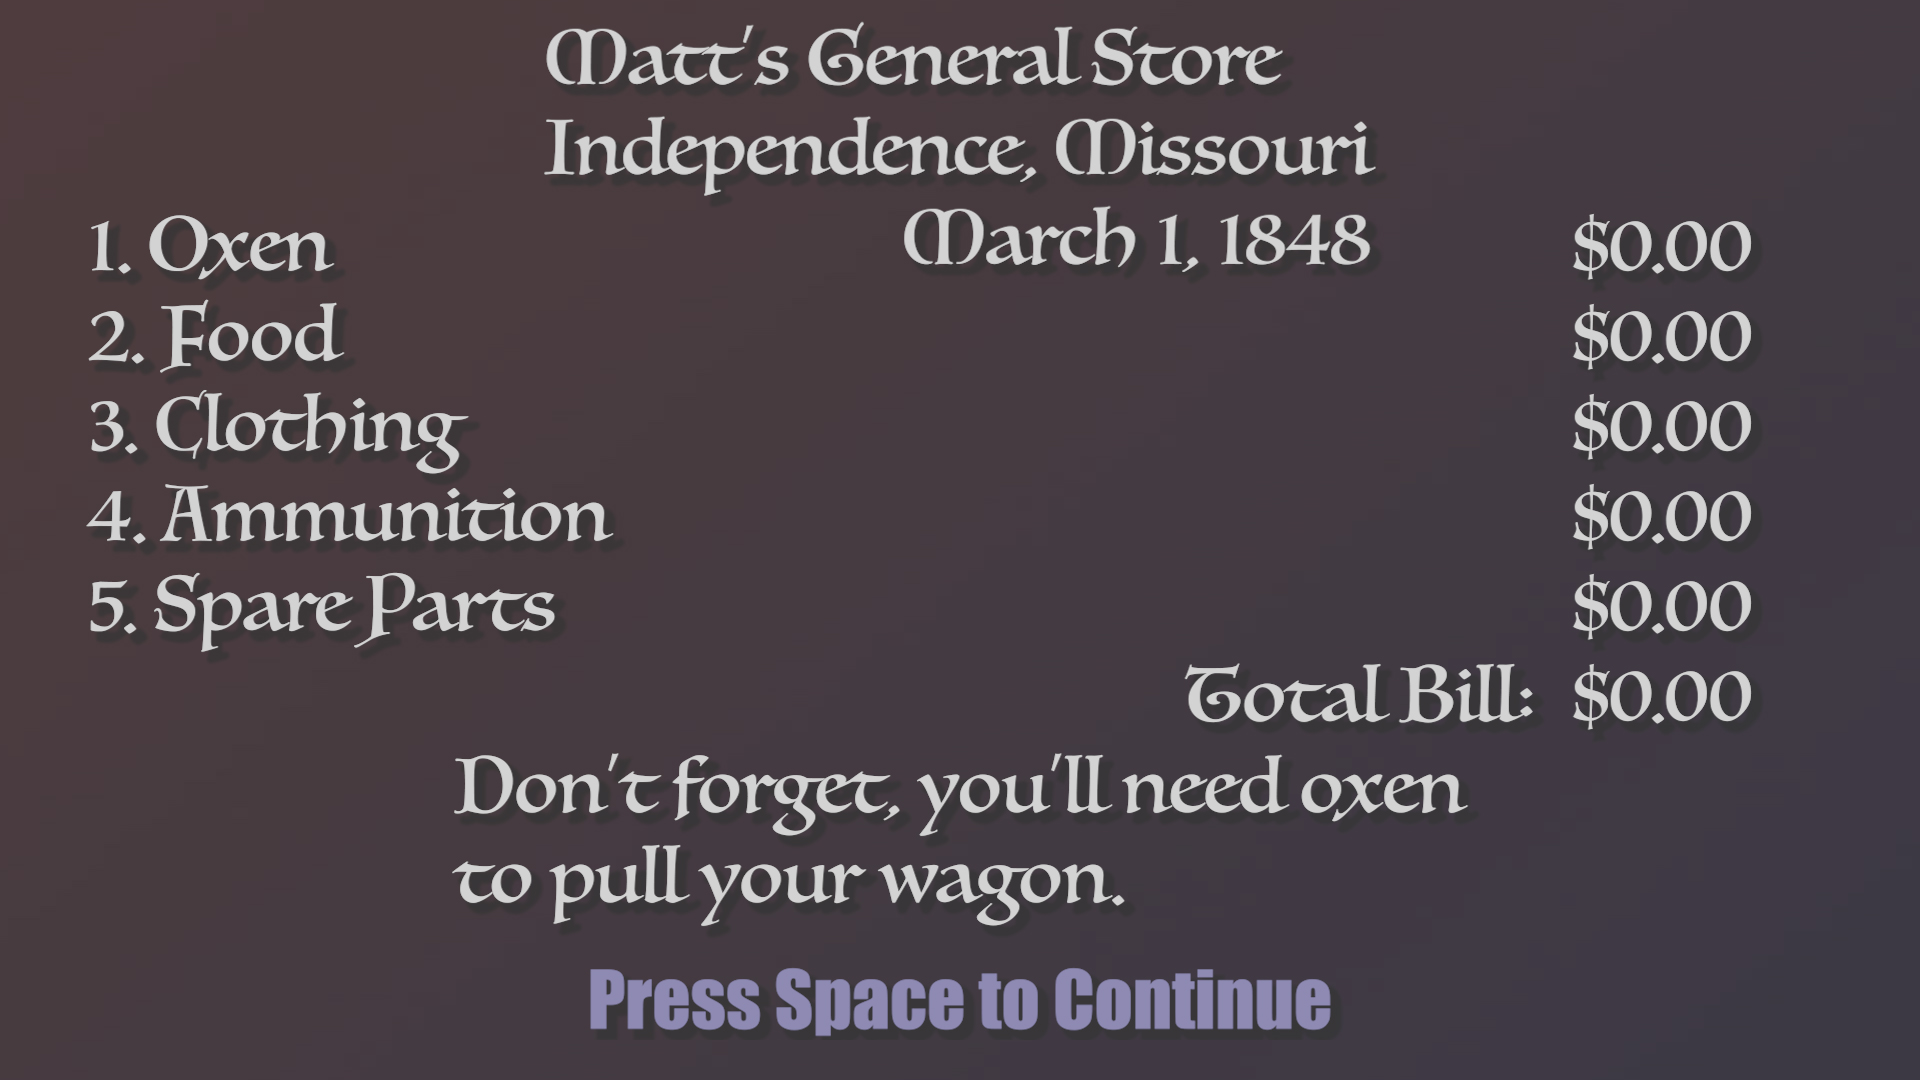 Matt's General Store
Independence, Missouri
March 1, 1848
1. Oxen $0.00
2. Food $0.00
3. Clothing $0.00
4. Ammunition $0.00
5. Spare Parts $0.00
Total Bill: $0.00
Don't forget, you'll need oxen
to pull your wagon.
Press Space to Continue